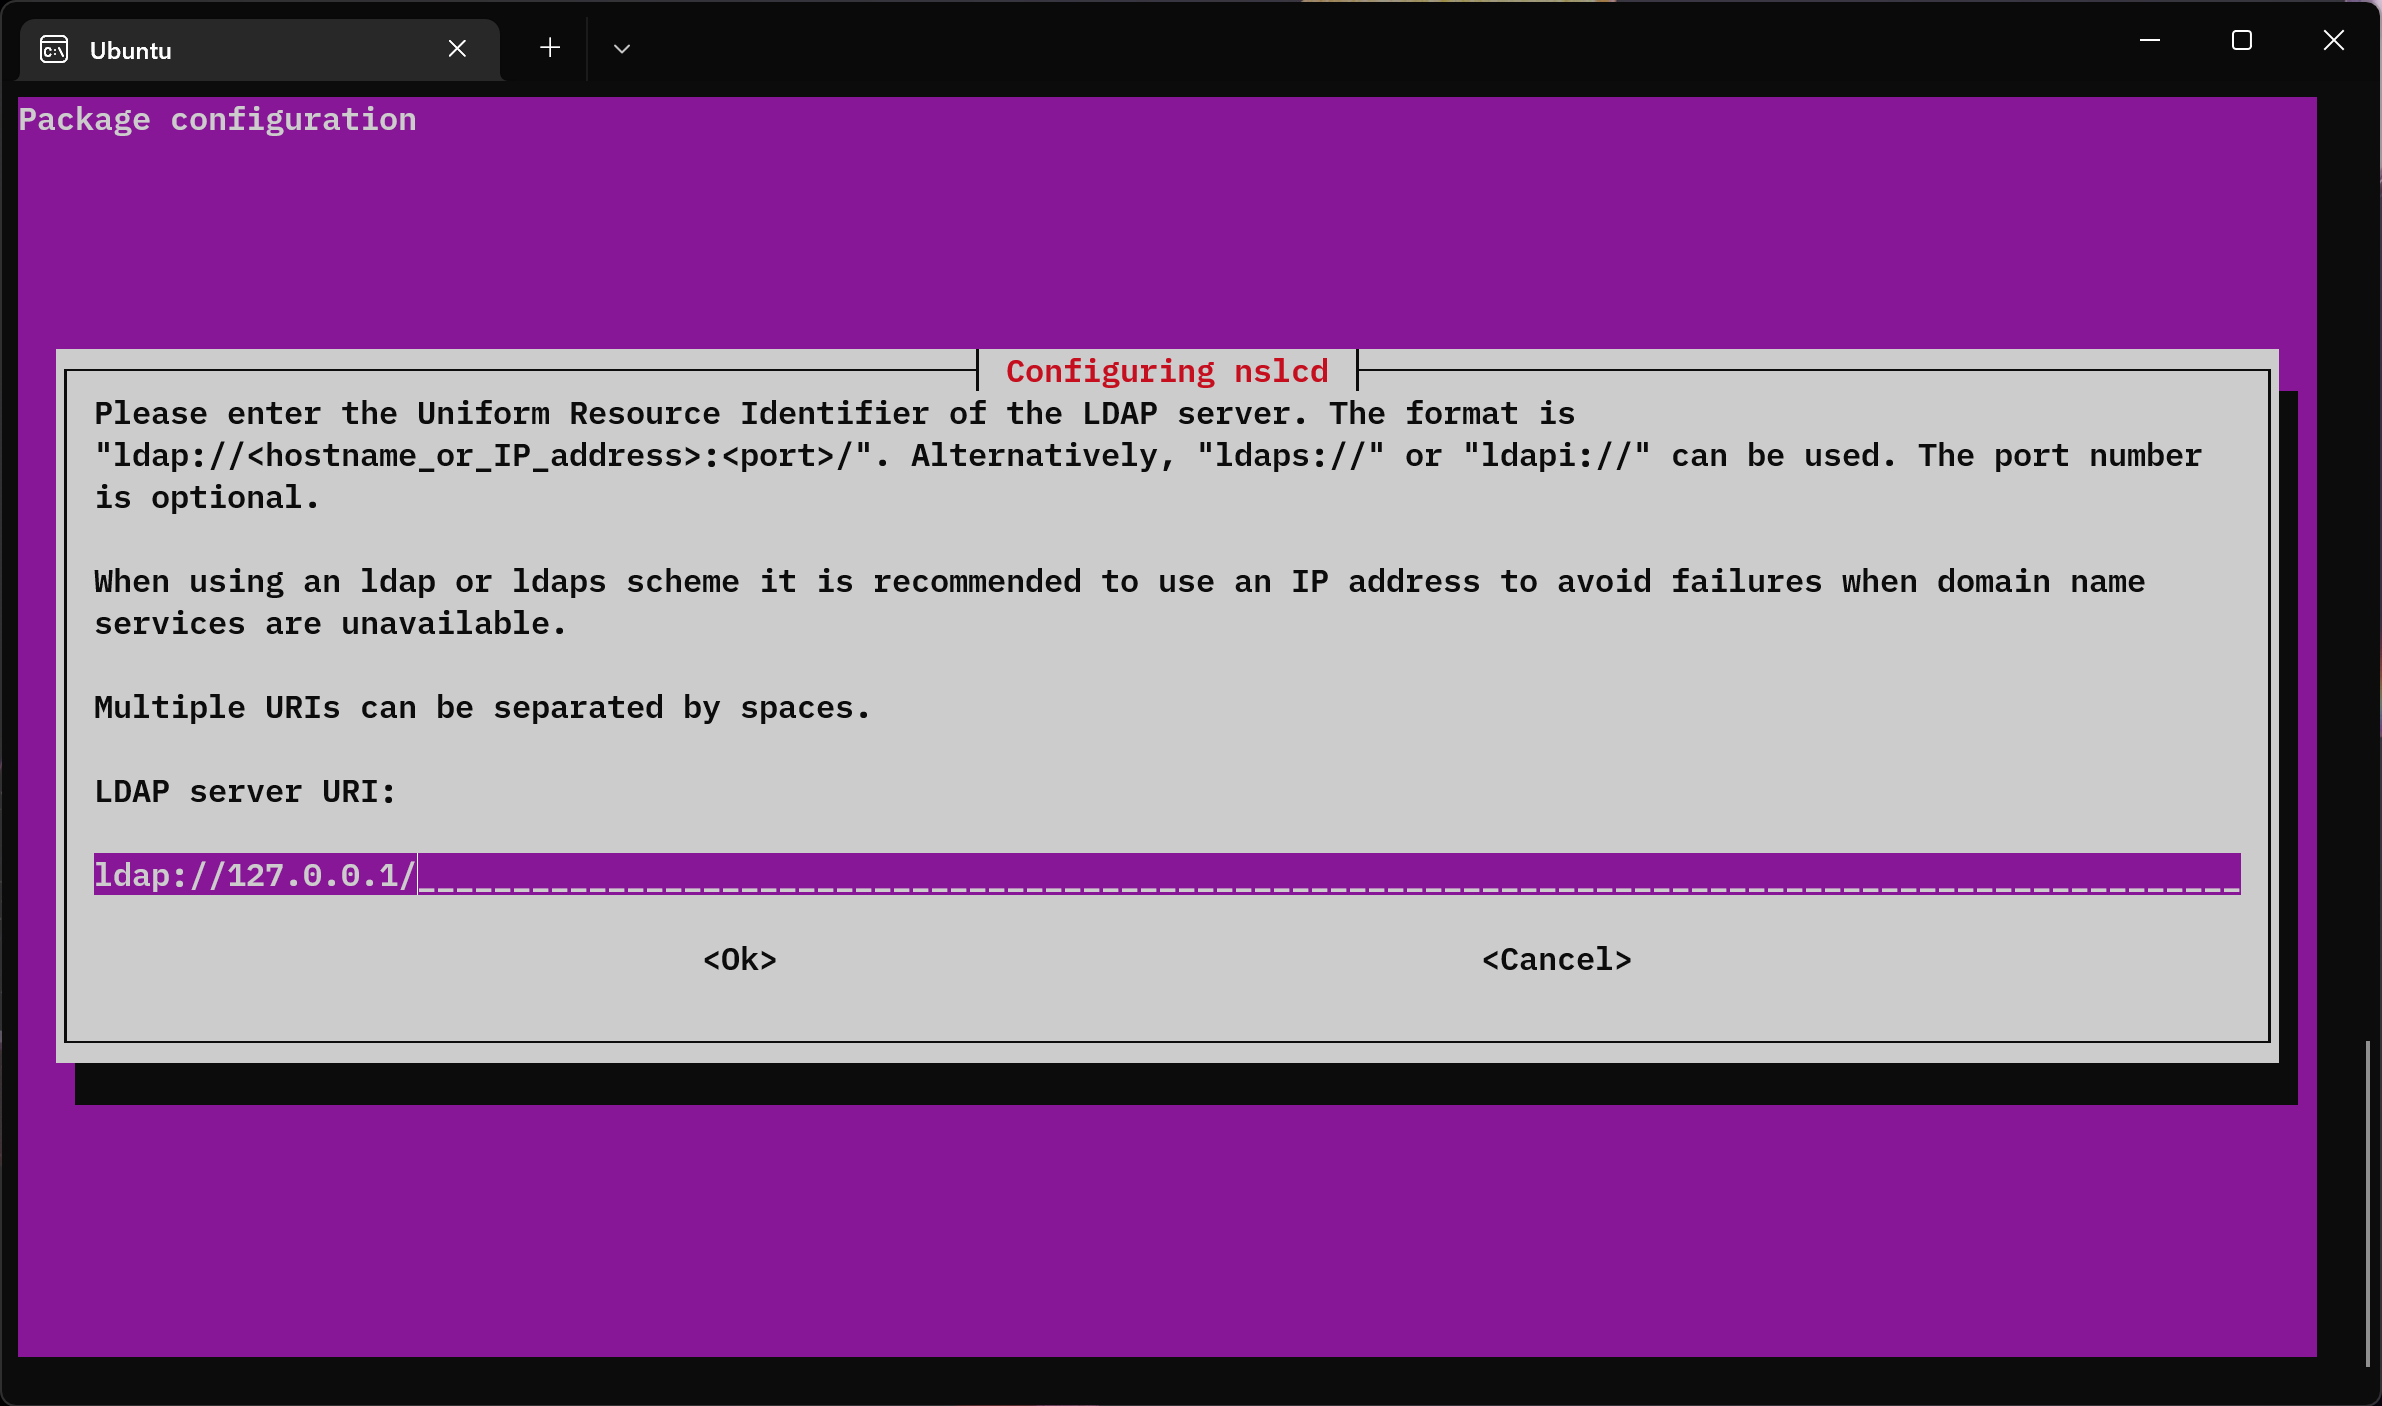 Ubuntu
Package configuration
Configuring nslcd
Please enter the Uniform Resource Identifier of the LDAP server. The format is
"ldap://<hostname_or_IP_address>:<port>/". Alternatively, "ldaps://" or "ldapi://" can be used. The port number
is optional.
When using an ldap or ldaps scheme it is recommended to use an IP address to avoid failures when domain name
services are unavailable.
Multiple URIs can be separated by spaces.
LDAP server URI:
ldap://127.0.0.1/
<Ok> <Cancel>